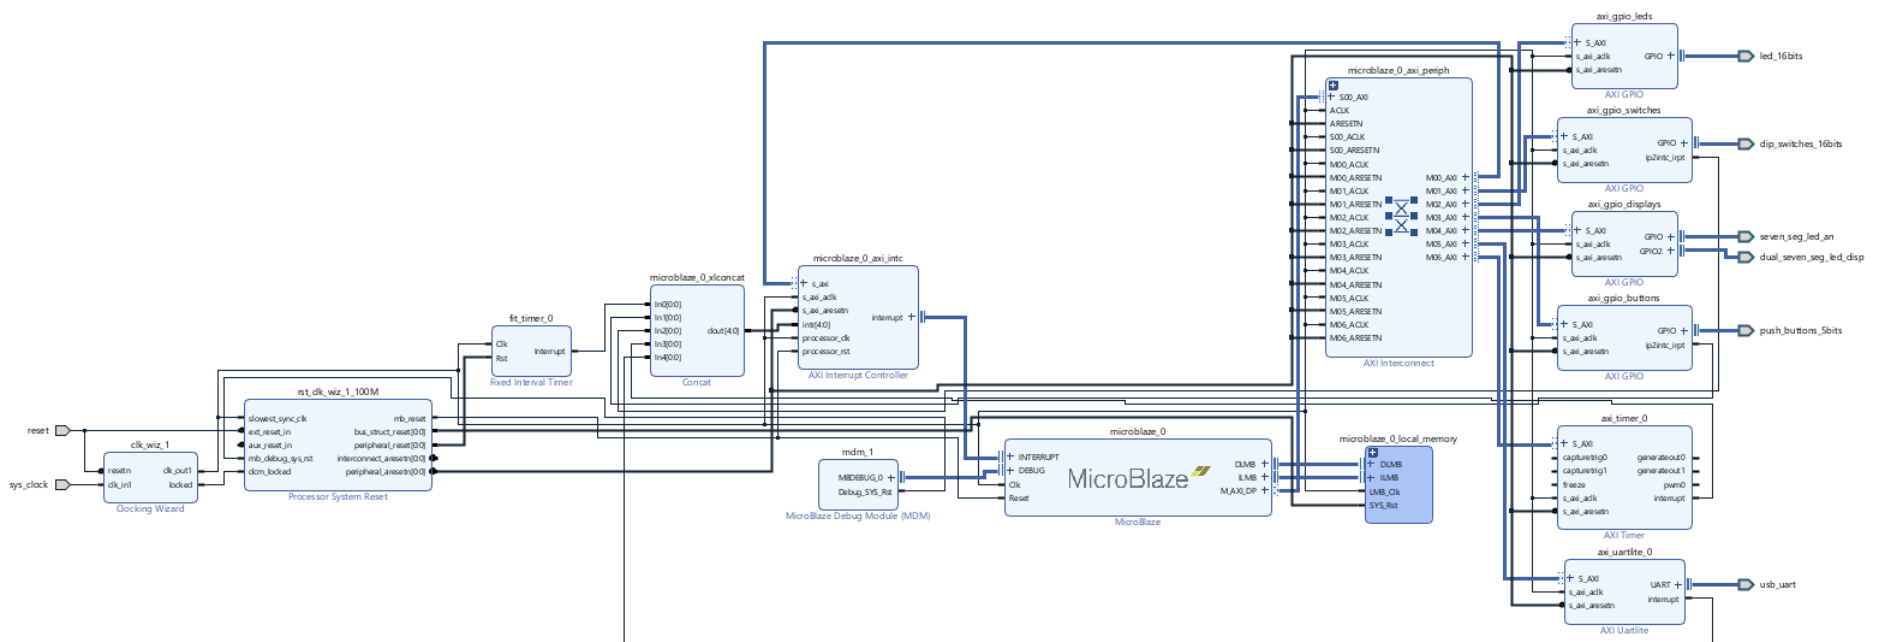 reset
sys_clock
clk_wiz_1
resetn
clk_in1
clk_out1
locked
Clocking Wizard
rst_clk_wiz_1_100M
slowest_sync_clk
ext_reset_in
aux_reset_in
mb_debug_sys_rst
dcm_locked
mb_reset
bus_struct_reset[0:0]
peripheral_reset[0:0]
interconnect_aresetn[0:0]
peripheral_aresetn[0:0]
Processor System Reset
fit_timer_0
Clk
Rst
Interrupt
Fixed Interval Timer
microblaze_0_xlconcat
In0[0:0]
In1[0:0]
In2[0:0]
In3[0:0]
In4[0:0]
dout[4:0]
Concat
microblaze_0_axi_intc
s_axi
s_axi_aclk
s_axi_aresetn
intr[4:0]
processor_clk
processor_rst
interrupt
AXI Interrupt Controller
mdm_1
MBDEBUG_0
Debug_SYS_Rst
MicroBlaze Debug Module (MDM)
microblaze_0
INTERRUPT
DEBUG
Clk
Reset
MicroBlaze
DLMB
ILMB
M_AXI_DP
MicroBlaze
microblaze_0_local_memory
DLMB
ILMB
LMB_Clk
SYS_Rst
microblaze_0_axi_periph
S00_AXI
ACLK
ARESETN
S00_ACLK
S00_ARESETN
M00_ACLK
M00_ARESETN
M01_ACLK
M01_ARESETN
M02_ACLK
M02_ARESETN
M03_ACLK
M03_ARESETN
M04_ACLK
M04_ARESETN
M05_ACLK
M05_ARESETN
M06_ACLK
M06_ARESETN
M00_AXI
M01_AXI
M02_AXI
M03_AXI
M04_AXI
M05_AXI
M06_AXI
AXI Interconnect
axi_gpio_leds
S_AXI
s_axi_aclk
s_axi_aresetn
GPIO
AXI GPIO
led_16bits
axi_gpio_switches
S_AXI
s_axi_aclk
s_axi_aresetn
GPIO
ip2intc_irpt
AXI GPIO
dip_switches_16bits
axi_gpio_displays
S_AXI
s_axi_aclk
s_axi_aresetn
GPIO
GPIO2
AXI GPIO
seven_seg_led_an
dual_seven_seg_led_disp
axi_gpio_buttons
S_AXI
s_axi_aclk
s_axi_aresetn
GPIO
ip2intc_irpt
AXI GPIO
push_buttons_5bits
axi_timer_0
S_AXI
capturetrig0
capturetrig1
freeze
s_axi_aclk
s_axi_aresetn
generateout0
generateout1
pwm0
interrupt
AXI Timer
axi_uartlite_0
S_AXI
s_axi_aclk
s_axi_aresetn
UART
interrupt
AXI Uartlite
usb_uart